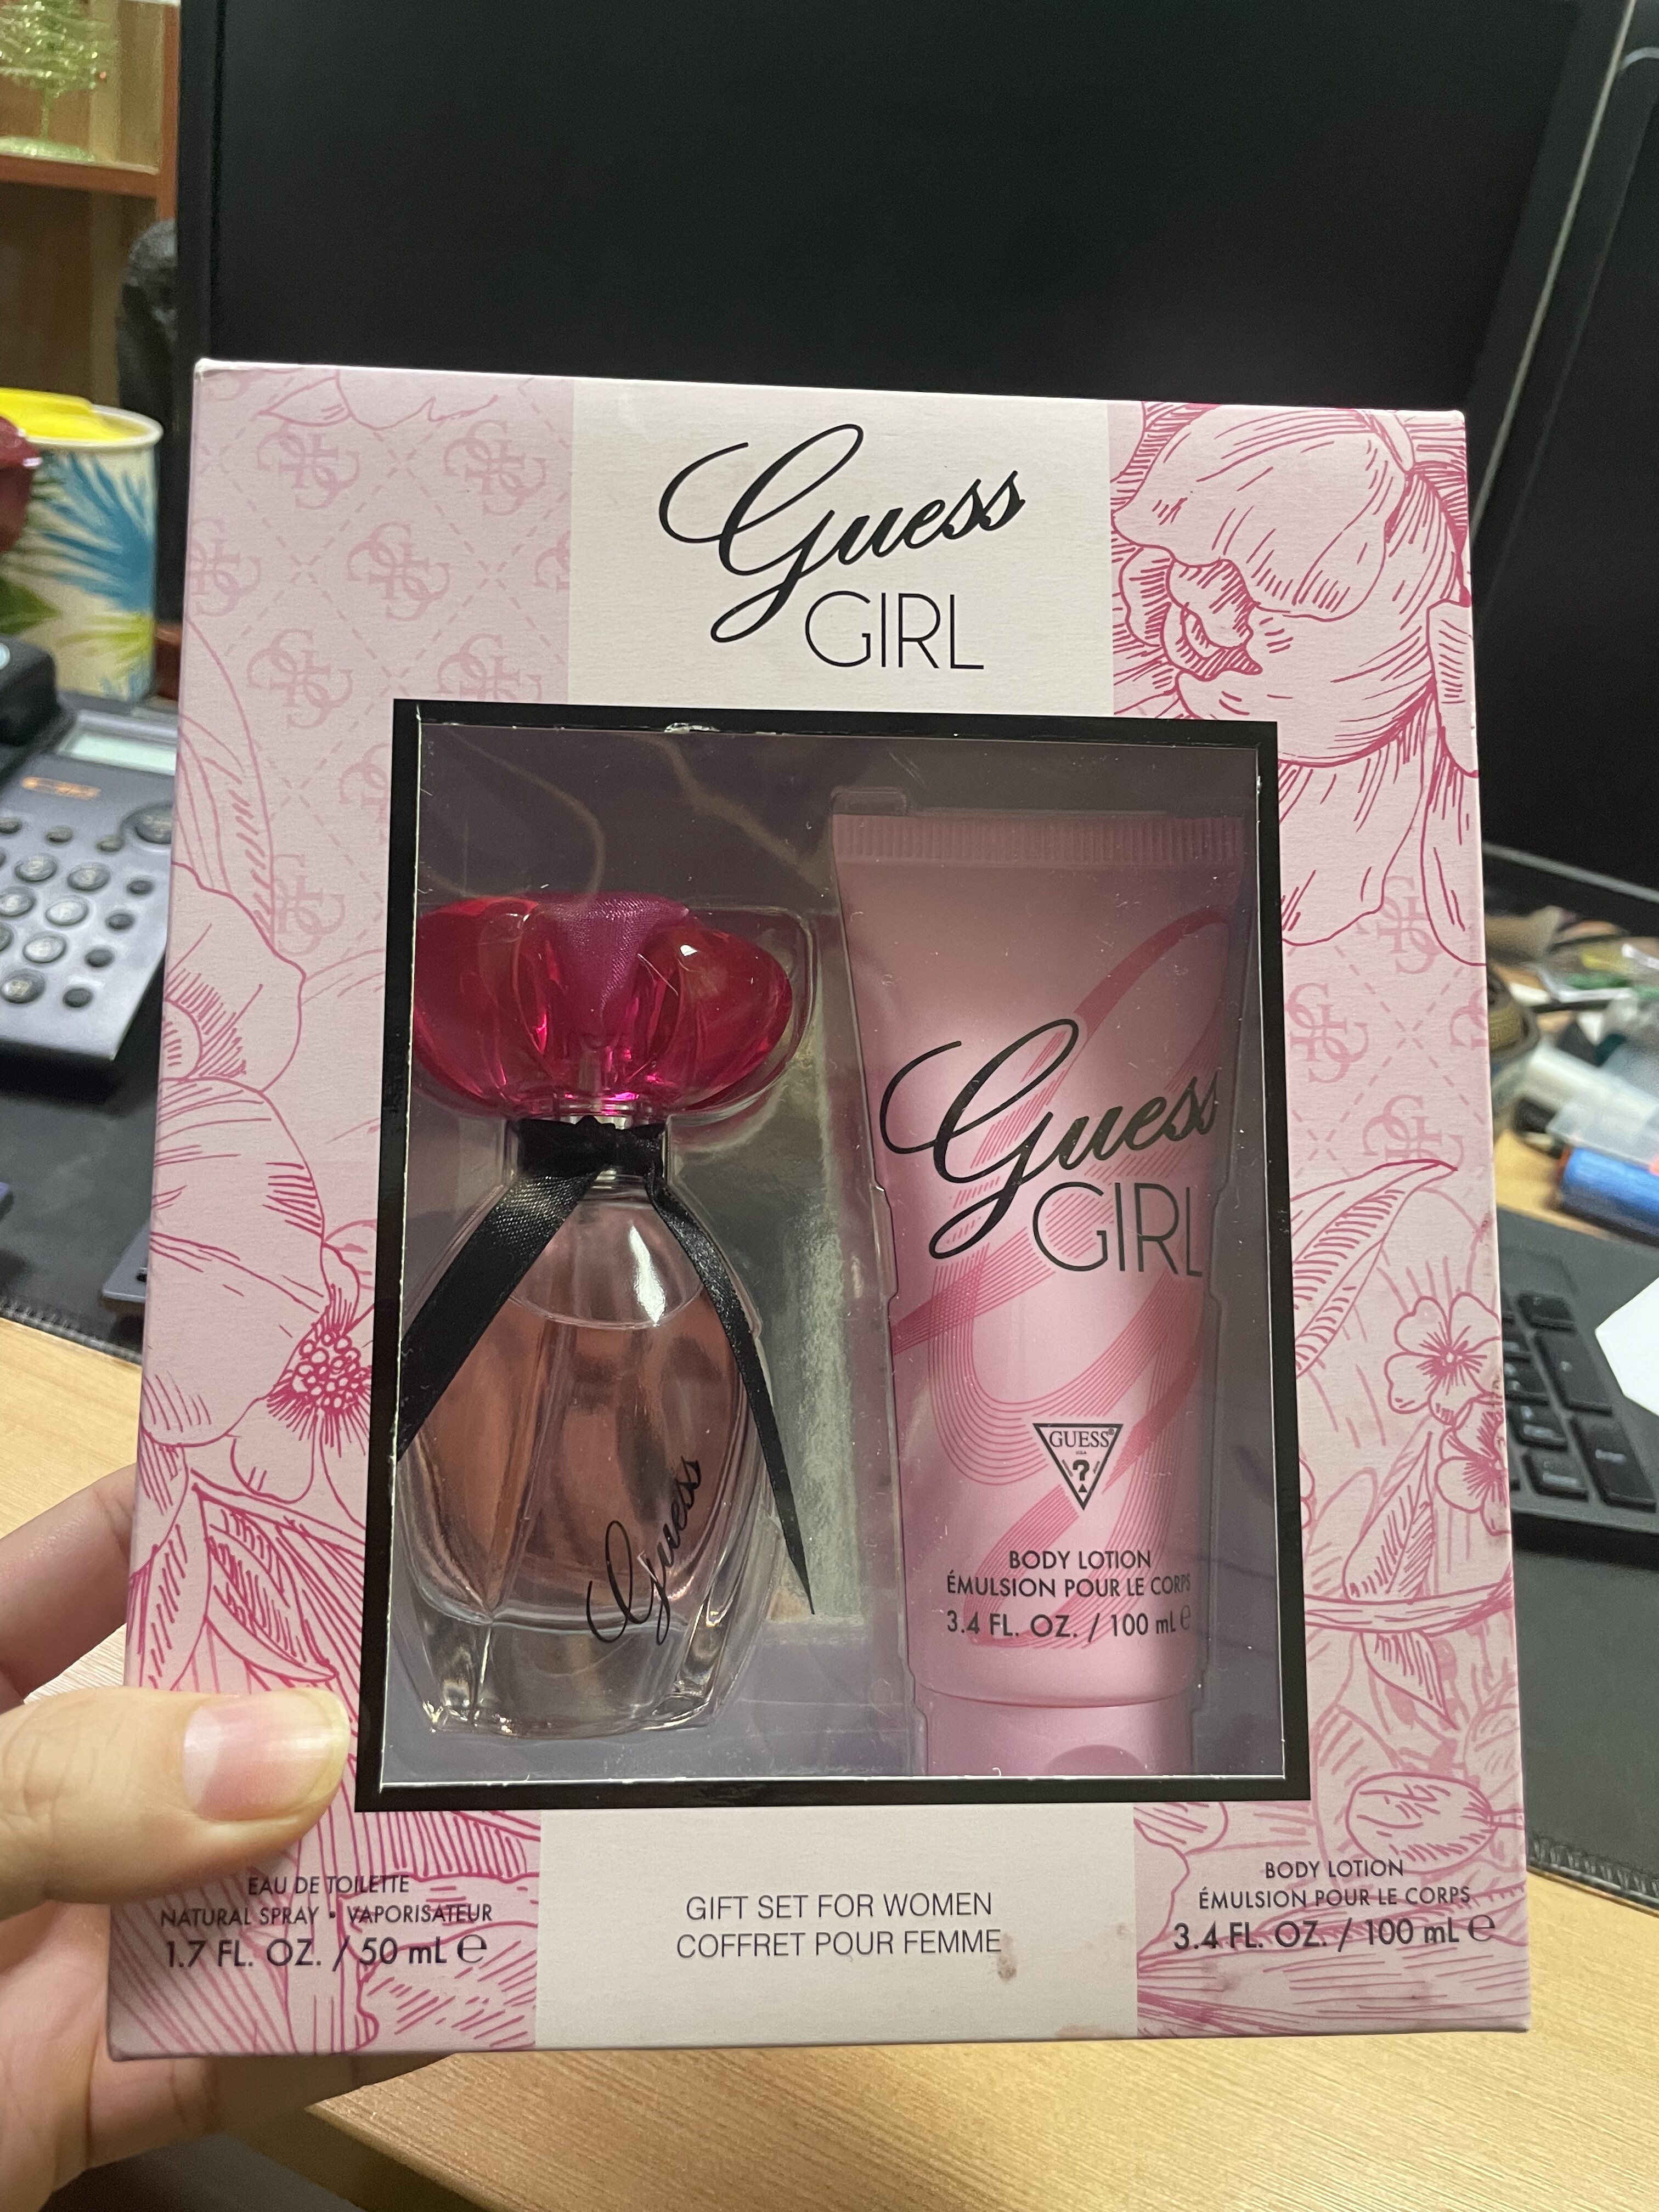 Guess
GIRL
Guess
GIRL
GUESS®
USA
?
BODY LOTION
ÉMULSION POUR LE CORPS
3.4 FL. OZ. / 100 mL ℮
Guess
EAU DE TOILETTE
NATURAL SPRAY • VAPORISATEUR
1.7 FL. OZ. / 50 mL ℮
GIFT SET FOR WOMEN
COFFRET POUR FEMME
BODY LOTION
ÉMULSION POUR LE CORPS
3.4 FL. OZ. / 100 mL ℮